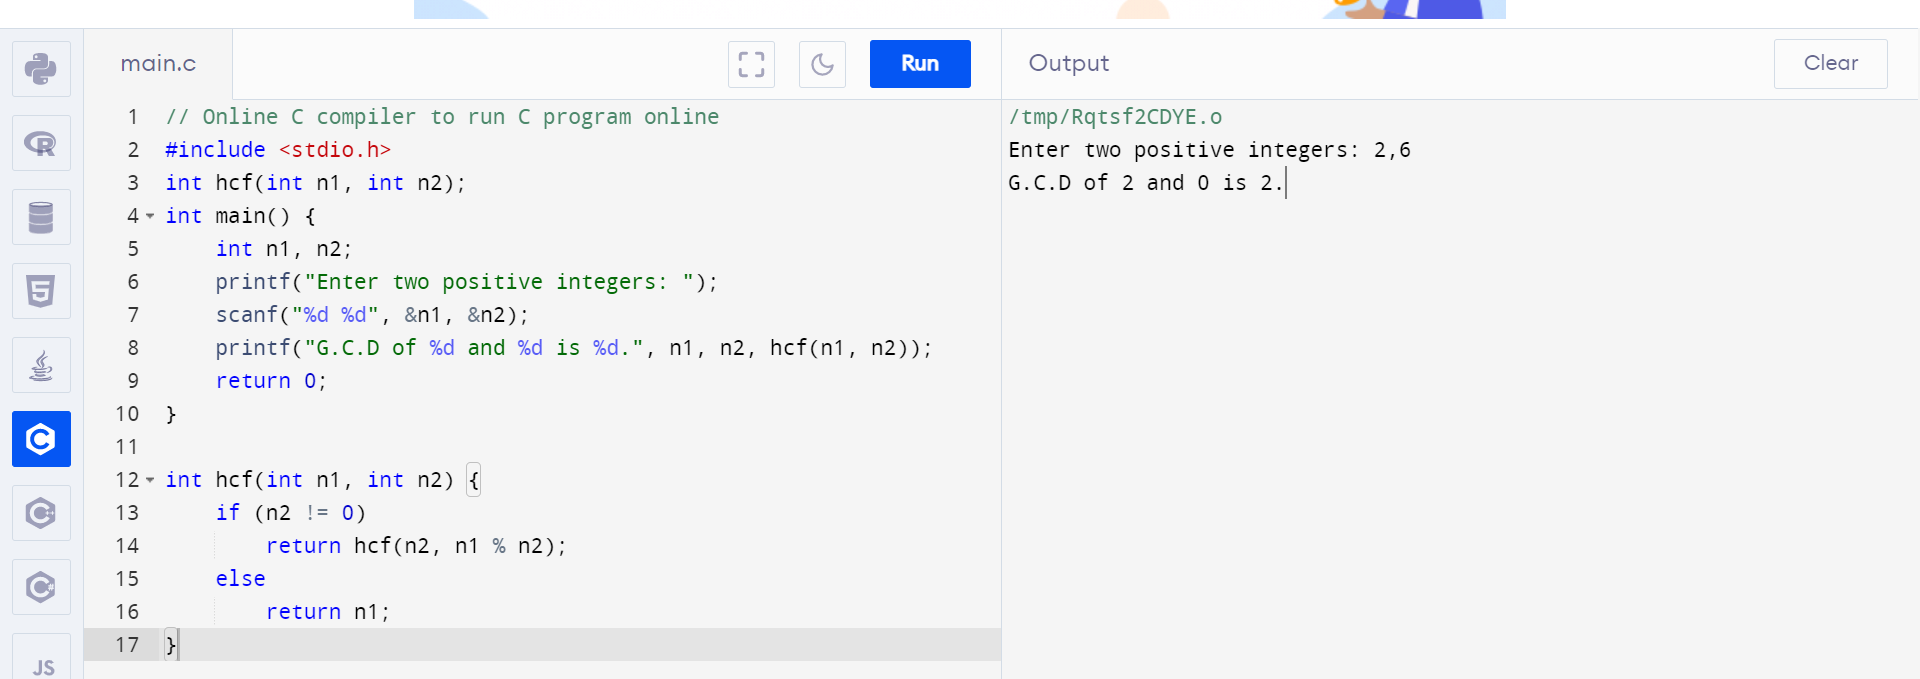 main.c
Run
Output
Clear
1 // Online C compiler to run C program online
2 #include <stdio.h>
3 int hcf(int n1, int n2);
4 int main() {
5     int n1, n2;
6     printf("Enter two positive integers: ");
7     scanf("%d %d", &n1, &n2);
8     printf("G.C.D of %d and %d is %d.", n1, n2, hcf(n1, n2));
9     return 0;
10 }
11
12 int hcf(int n1, int n2) {
13     if (n2 != 0)
14         return hcf(n2, n1 % n2);
15     else
16         return n1;
17 }
/tmp/Rqtsf2CDYE.o
Enter two positive integers: 2,6
G.C.D of 2 and 0 is 2.
R
5
C
C
C#
JS